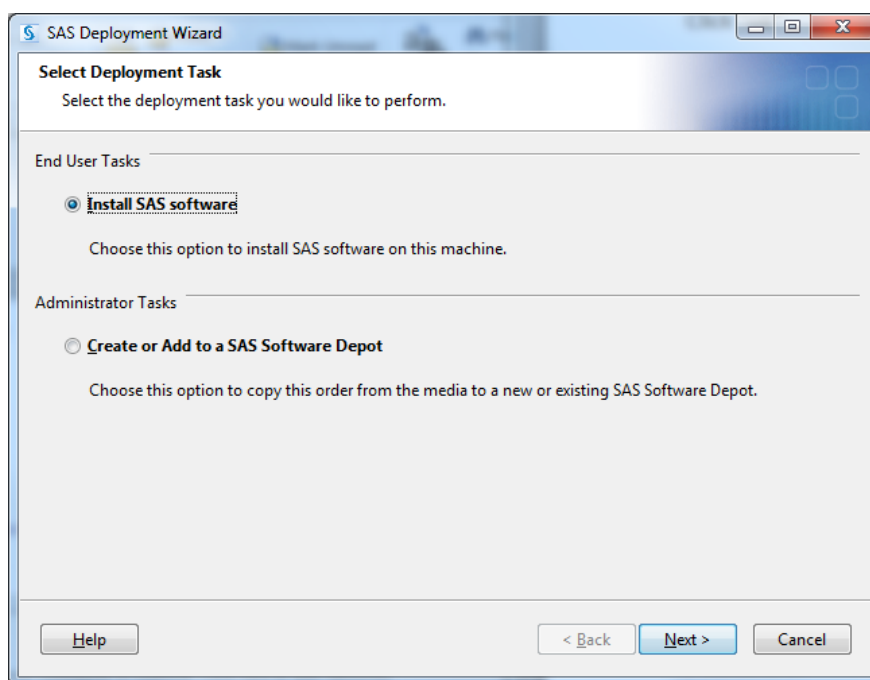 SAS Deployment Wizard
Select Deployment Task
Select the deployment task you would like to perform.
End User Tasks
Install SAS software
Choose this option to install SAS software on this machine.
Administrator Tasks
Create or Add to a SAS Software Depot
Choose this option to copy this order from the media to a new or existing SAS Software Depot.
Help
< Back
Next >
Cancel